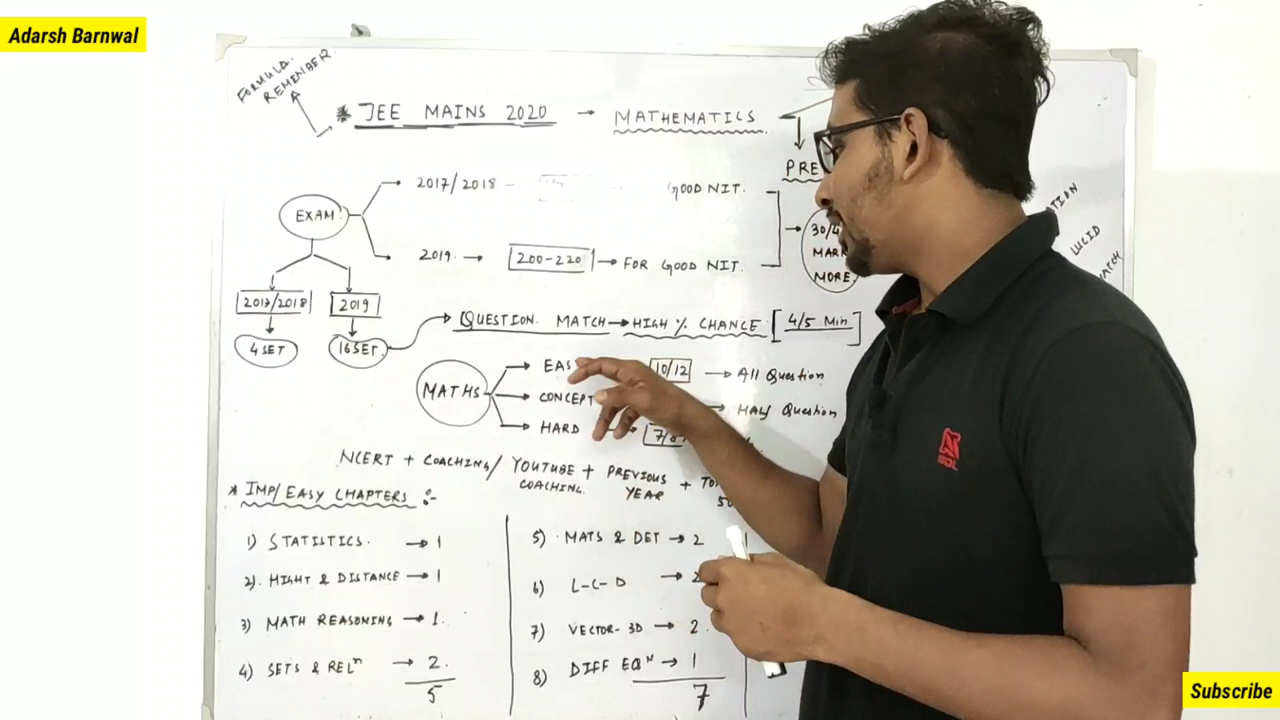 Adarsh Barnwal
FORMULA
REMEMBER
* JEE MAINS 2020 → MATHEMATICS
PRE
EXAM
2017/2018
GOOD NIT.
2019. → 200-220 → FOR GOOD NIT.
MORE
LUCID
2017/2018
2019
4 SET
16 SET
QUESTION MATCH → HIGH % CHANCE [4/5 Min]
MATHS
EAS
10/12 → All Question
CONCEPT
Half Question
HARD
NCERT + COACHING/ YOUTUBE COACHING + PREVIOUS YEAR +
* IMP/EASY CHAPTERS :-
1) STATISTICS. → 1
2). HIGHT & DISTANCE → 1
3) MATH REASONING → 1.
4) SETS & RELⁿ → 2.
5
5) MATS & DET → 2
6) L-C-D → 2
7) VECTOR-3D → 2.
8) DIFF EQᴺ → 1
7
Subscribe